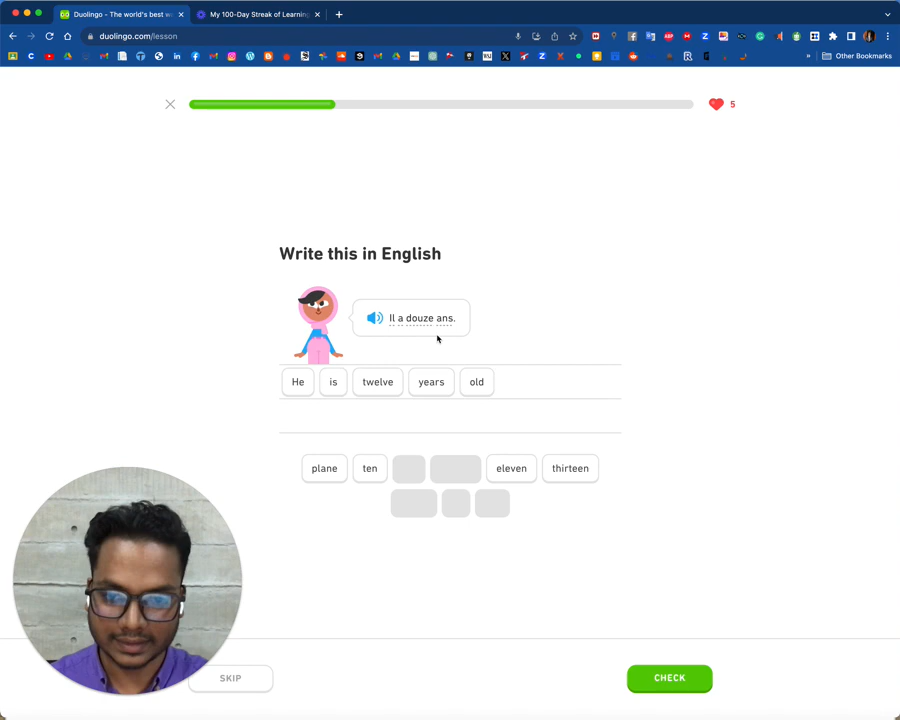 Duolingo - The world's best w
My 100-Day Streak of Learning
duolingo.com/lesson
Other Bookmarks
5
Write this in English
Il a douze ans.
He is twelve years old
plane ten eleven thirteen
SKIP
CHECK